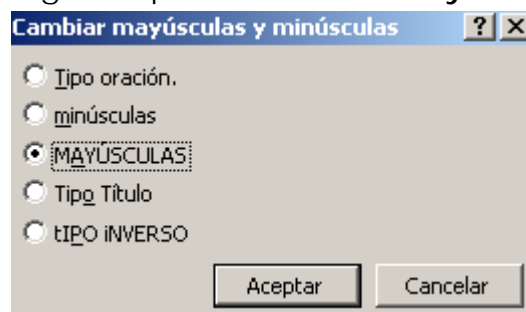 Cambiar mayúsculas y minúsculas ? X
Tipo oración.
minúsculas
MAYÚSCULAS
Tipo Título
tIPO iNVERSO
Aceptar Cancelar